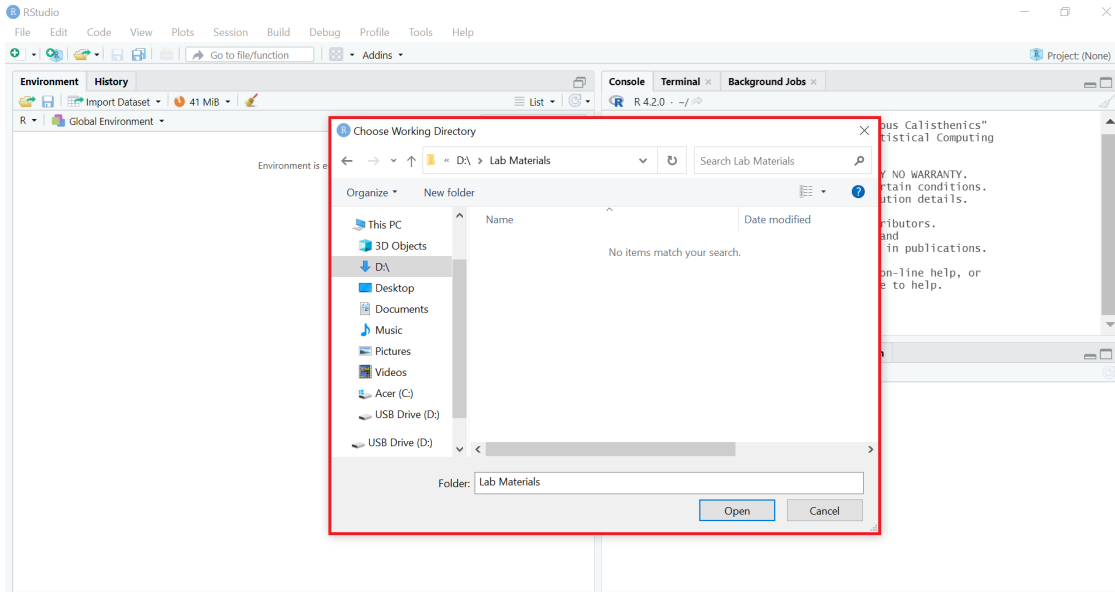 RStudio
File Edit Code View Plots Session Build Debug Profile Tools Help
Go to file/function Addins Project: (None)
Environment History
Import Dataset 41 MiB List
R Global Environment
Environment is e
Console Terminal Background Jobs
R 4.2.0 · ~/
ous Calisthenics"
tistical Computing
Y NO WARRANTY.
rtain conditions.
ution details.
ributors.
and
in publications.
on-line help, or
e to help.
Choose Working Directory
« D:\ › Lab Materials Search Lab Materials
Organize New folder
Name Date modified
No items match your search.
This PC
3D Objects
D:\
Desktop
Documents
Music
Pictures
Videos
Acer (C:)
USB Drive (D:)
USB Drive (D:)
Folder: Lab Materials
Open Cancel